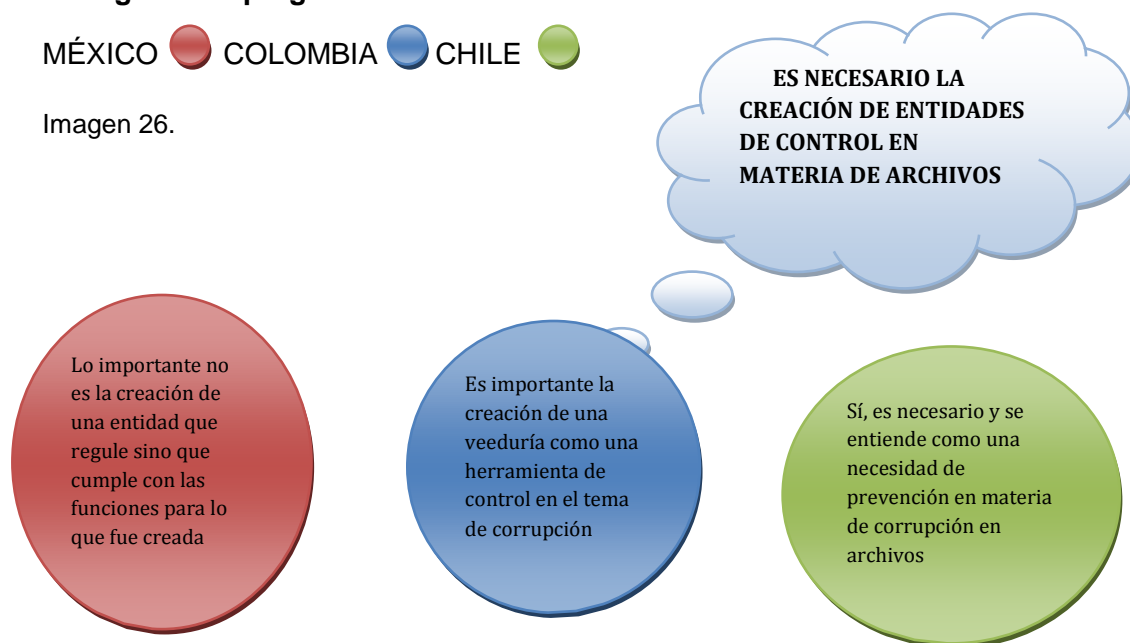 MÉXICO COLOMBIA CHILE
Imagen 26.
ES NECESARIO LA
CREACIÓN DE ENTIDADES
DE CONTROL EN
MATERIA DE ARCHIVOS
Lo importante no
es la creación de
una entidad que
regule sino que
cumple con las
funciones para lo
que fue creada
Es importante la
creación de una
veeduría como una
herramienta de
control en el tema
de corrupción
Sí, es necesario y se
entiende como una
necesidad de
prevención en materia
de corrupción en
archivos